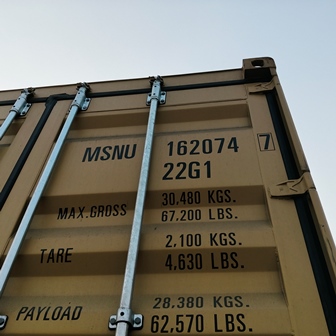 MSNU 162074 7
22G1
MAX.GROSS 30,480 KGS.
67,200 LBS.
TARE 2,100 KGS.
4,630 LBS.
PAYLOAD 28,380 KGS.
62,570 LBS.